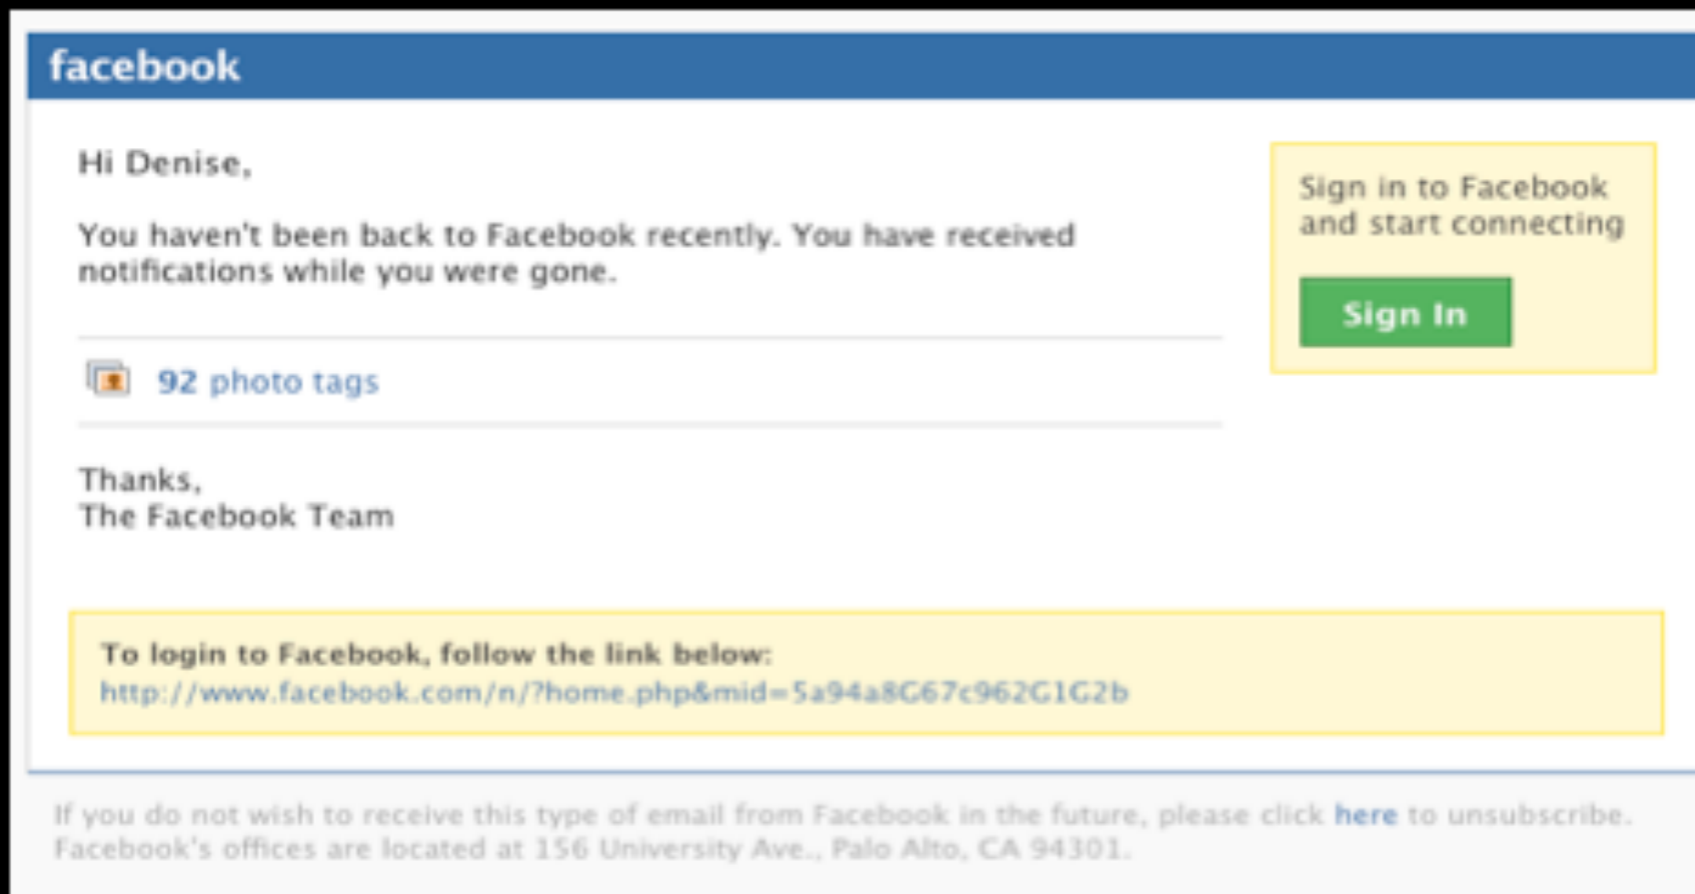 facebook
Hi Denise,
You haven't been back to Facebook recently. You have received
notifications while you were gone.
92 photo tags
Thanks,
The Facebook Team
Sign in to Facebook
and start connecting
Sign In
To login to Facebook, follow the link below:
http://www.facebook.com/n/?home.php&mid=5a94a8G67c962G1G2b
If you do not wish to receive this type of email from Facebook in the future, please click here to unsubscribe.
Facebook's offices are located at 156 University Ave., Palo Alto, CA 94301.